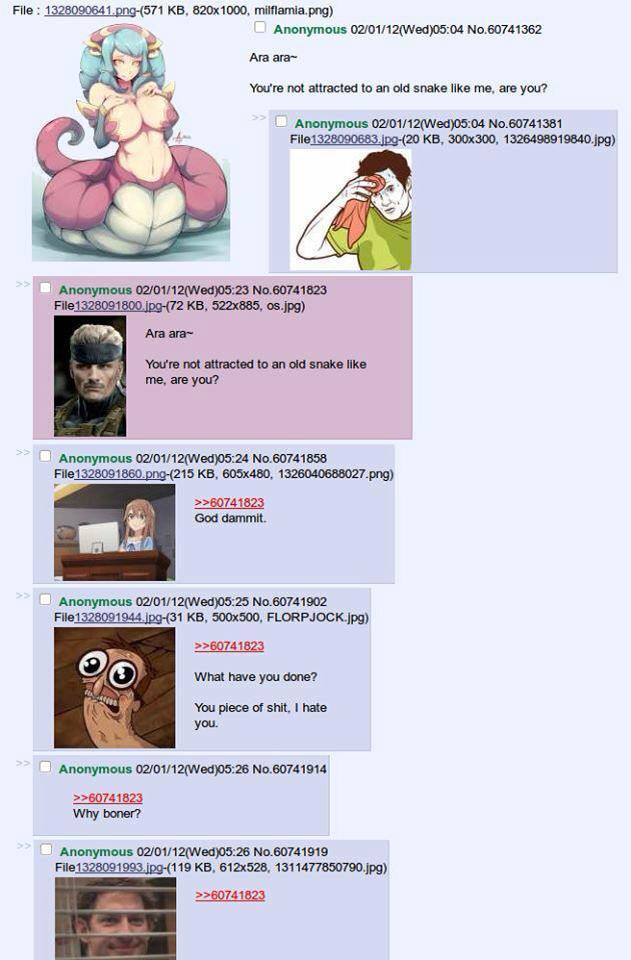 File : 1328090641.png-(571 KB, 820x1000, milflamia.png)
Anonymous 02/01/12(Wed)05:04 No.60741362
Ara ara~
You're not attracted to an old snake like me, are you?
>> Anonymous 02/01/12(Wed)05:04 No.60741381
File1328090683.jpg-(20 KB, 300x300, 1326498919840.jpg)
>> Anonymous 02/01/12(Wed)05:23 No.60741823
File1328091800.jpg-(72 KB, 522x885, os.jpg)
Ara ara~
You're not attracted to an old snake like
me, are you?
>> Anonymous 02/01/12(Wed)05:24 No.60741858
File1328091860.png-(215 KB, 605x480, 1326040688027.png)
>>60741823
God dammit.
>> Anonymous 02/01/12(Wed)05:25 No.60741902
File1328091944.jpg-(31 KB, 500x500, FLORPJOCK.jpg)
>>60741823
What have you done?
You piece of shit, I hate
you.
>> Anonymous 02/01/12(Wed)05:26 No.60741914
>>60741823
Why boner?
>> Anonymous 02/01/12(Wed)05:26 No.60741919
File1328091993.jpg-(119 KB, 612x528, 1311477850790.jpg)
>>60741823